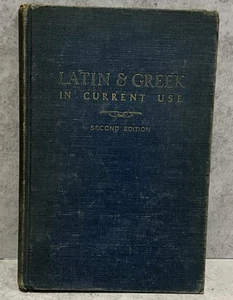 LATIN & GREEK
IN CURRENT USE
SECOND EDITION